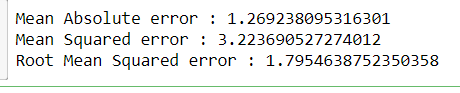 Mean Absolute error : 1.269238095316301
Mean Squared error : 3.223690527274012
Root Mean Squared error : 1.7954638752350358